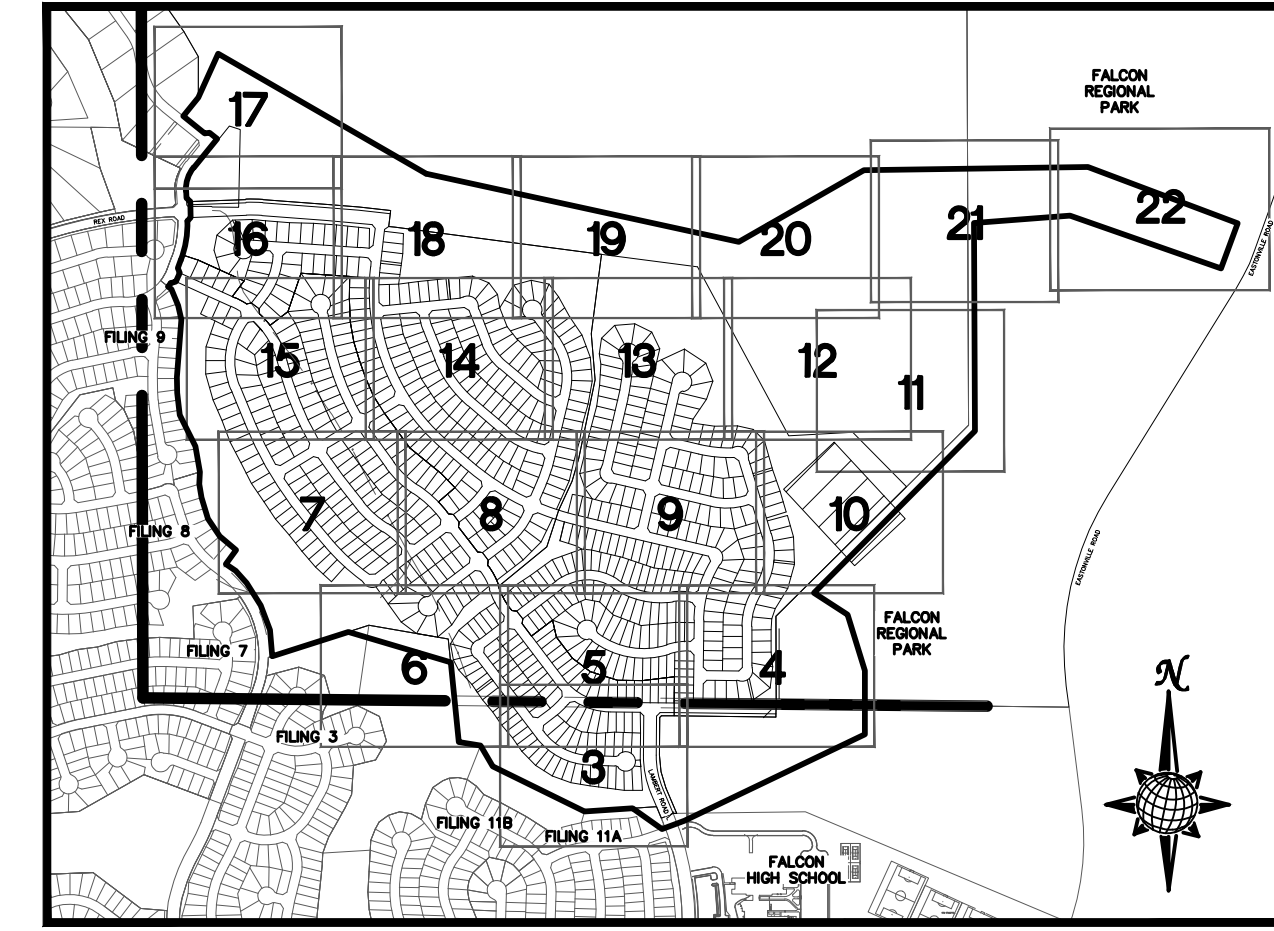 FALCON
REGIONAL
PARK
17
22
REX ROAD
21
16
18
19
20
EASTONVILLE ROAD
FILING 9
15
14
13
12
11
7
8
9
10
FILING 8
EASTONVILLE ROAD
FALCON
REGIONAL
PARK
FILING 7
6
5
4
N
FILING 3
3
LAMBERT ROAD
FILING 11B
FILING 11A
FALCON
HIGH SCHOOL